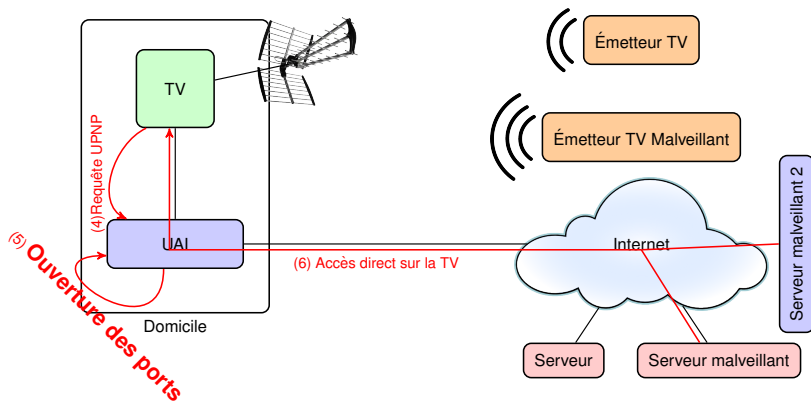 Émetteur TV
TV
Émetteur TV Malveillant
(4)Requête UPNP
UAI
Internet
Serveur malveillant 2
(5) Ouverture des ports
(6) Accès direct sur la TV
Domicile
Serveur
Serveur malveillant